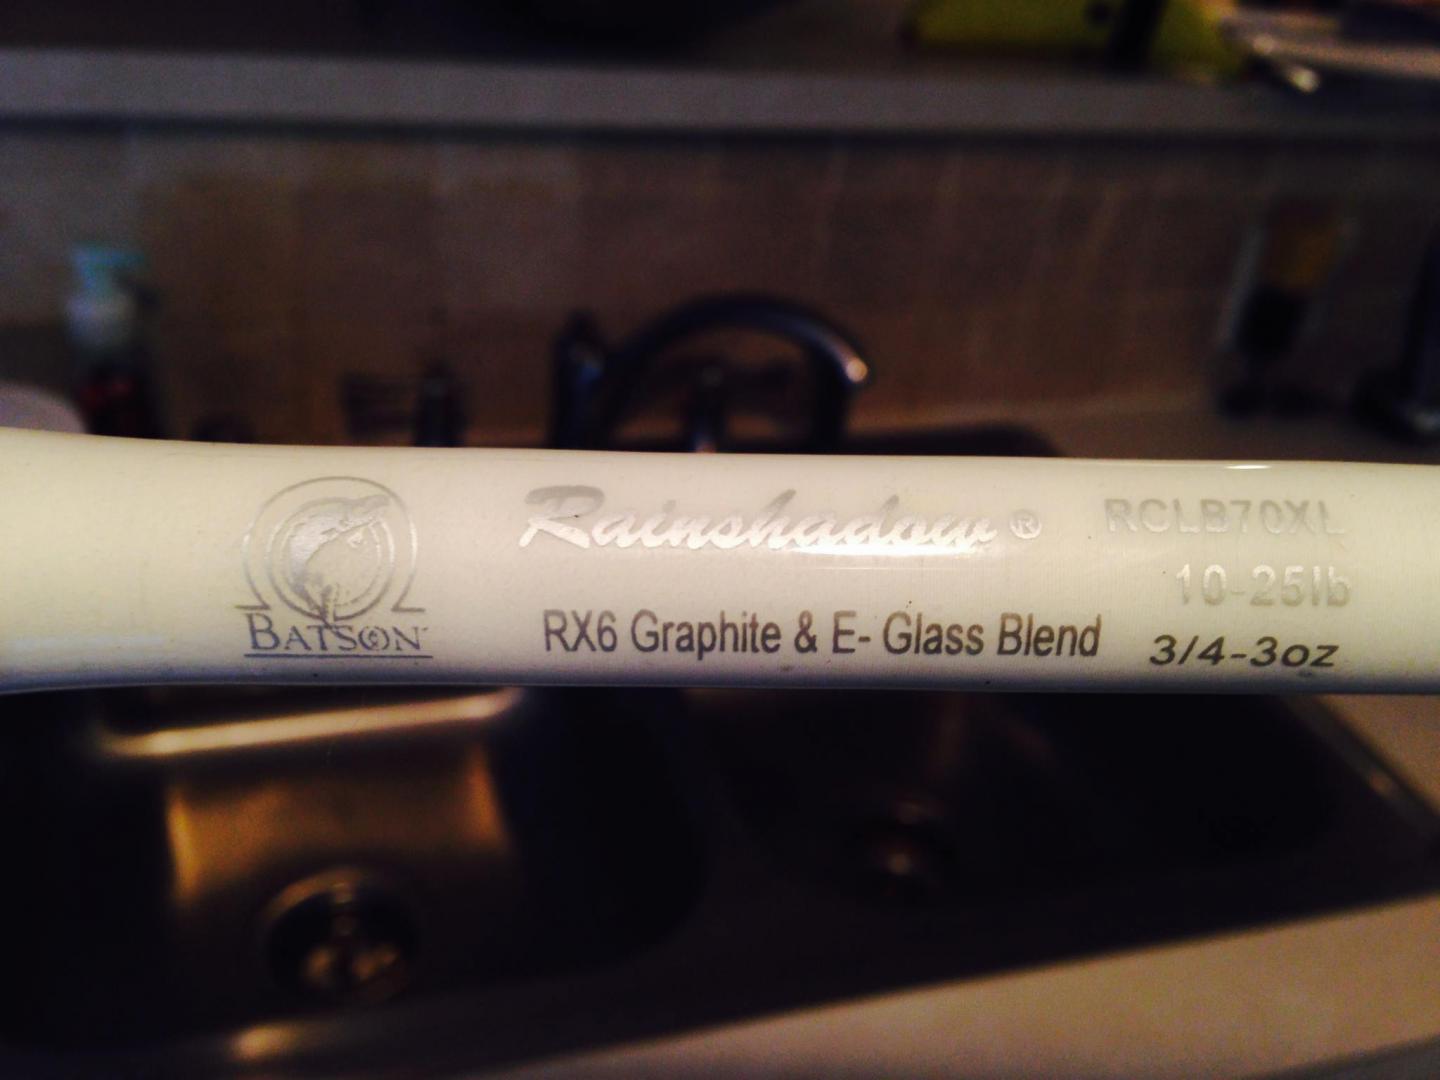 Rainshadow® RCLB70XL
10-25lb
BATSON RX6 Graphite & E- Glass Blend 3/4-3oz